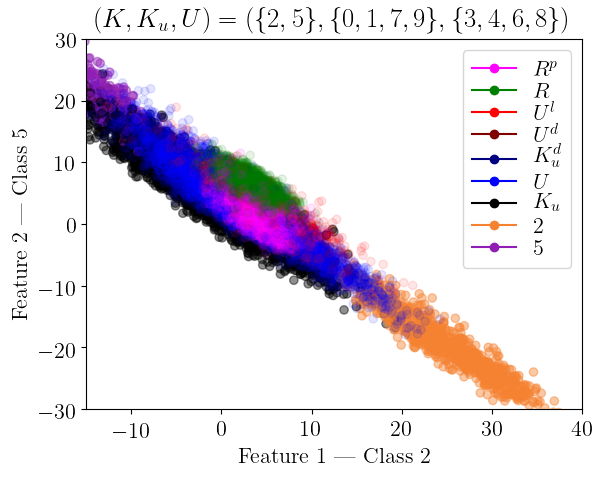 (K, K_u, U) = ({2, 5}, {0, 1, 7, 9}, {3, 4, 6, 8})
30
20
10
0
−10
−20
−30
Feature 2 — Class 5
R^p
R
U^l
U^d
K_u^d
U
K_u
2
5
−10
0
10
20
30
40
Feature 1 — Class 2